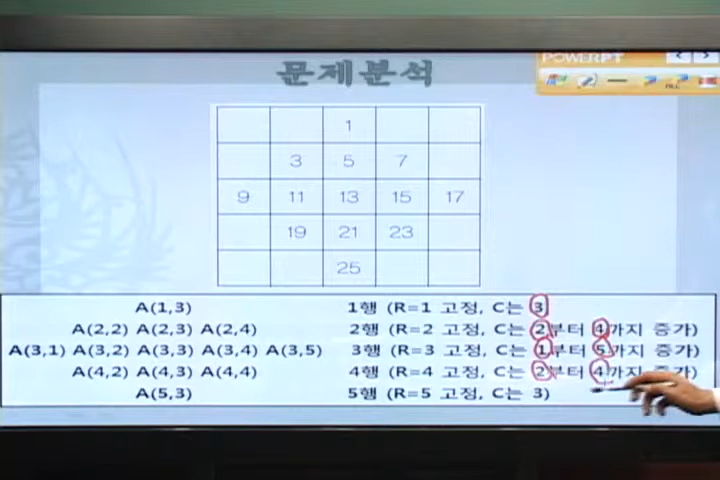 POWERPT
문제분석
1
3 5 7
9 11 13 15 17
19 21 23
25
A(1,3) 1행 (R=1 고정, C는 3)
A(2,2) A(2,3) A(2,4) 2행 (R=2 고정, C는 2부터 4까지 증가)
A(3,1) A(3,2) A(3,3) A(3,4) A(3,5) 3행 (R=3 고정, C는 1부터 5까지 증가)
A(4,2) A(4,3) A(4,4) 4행 (R=4 고정, C는 2부터 4까지 증가)
A(5,3) 5행 (R=5 고정, C는 3)